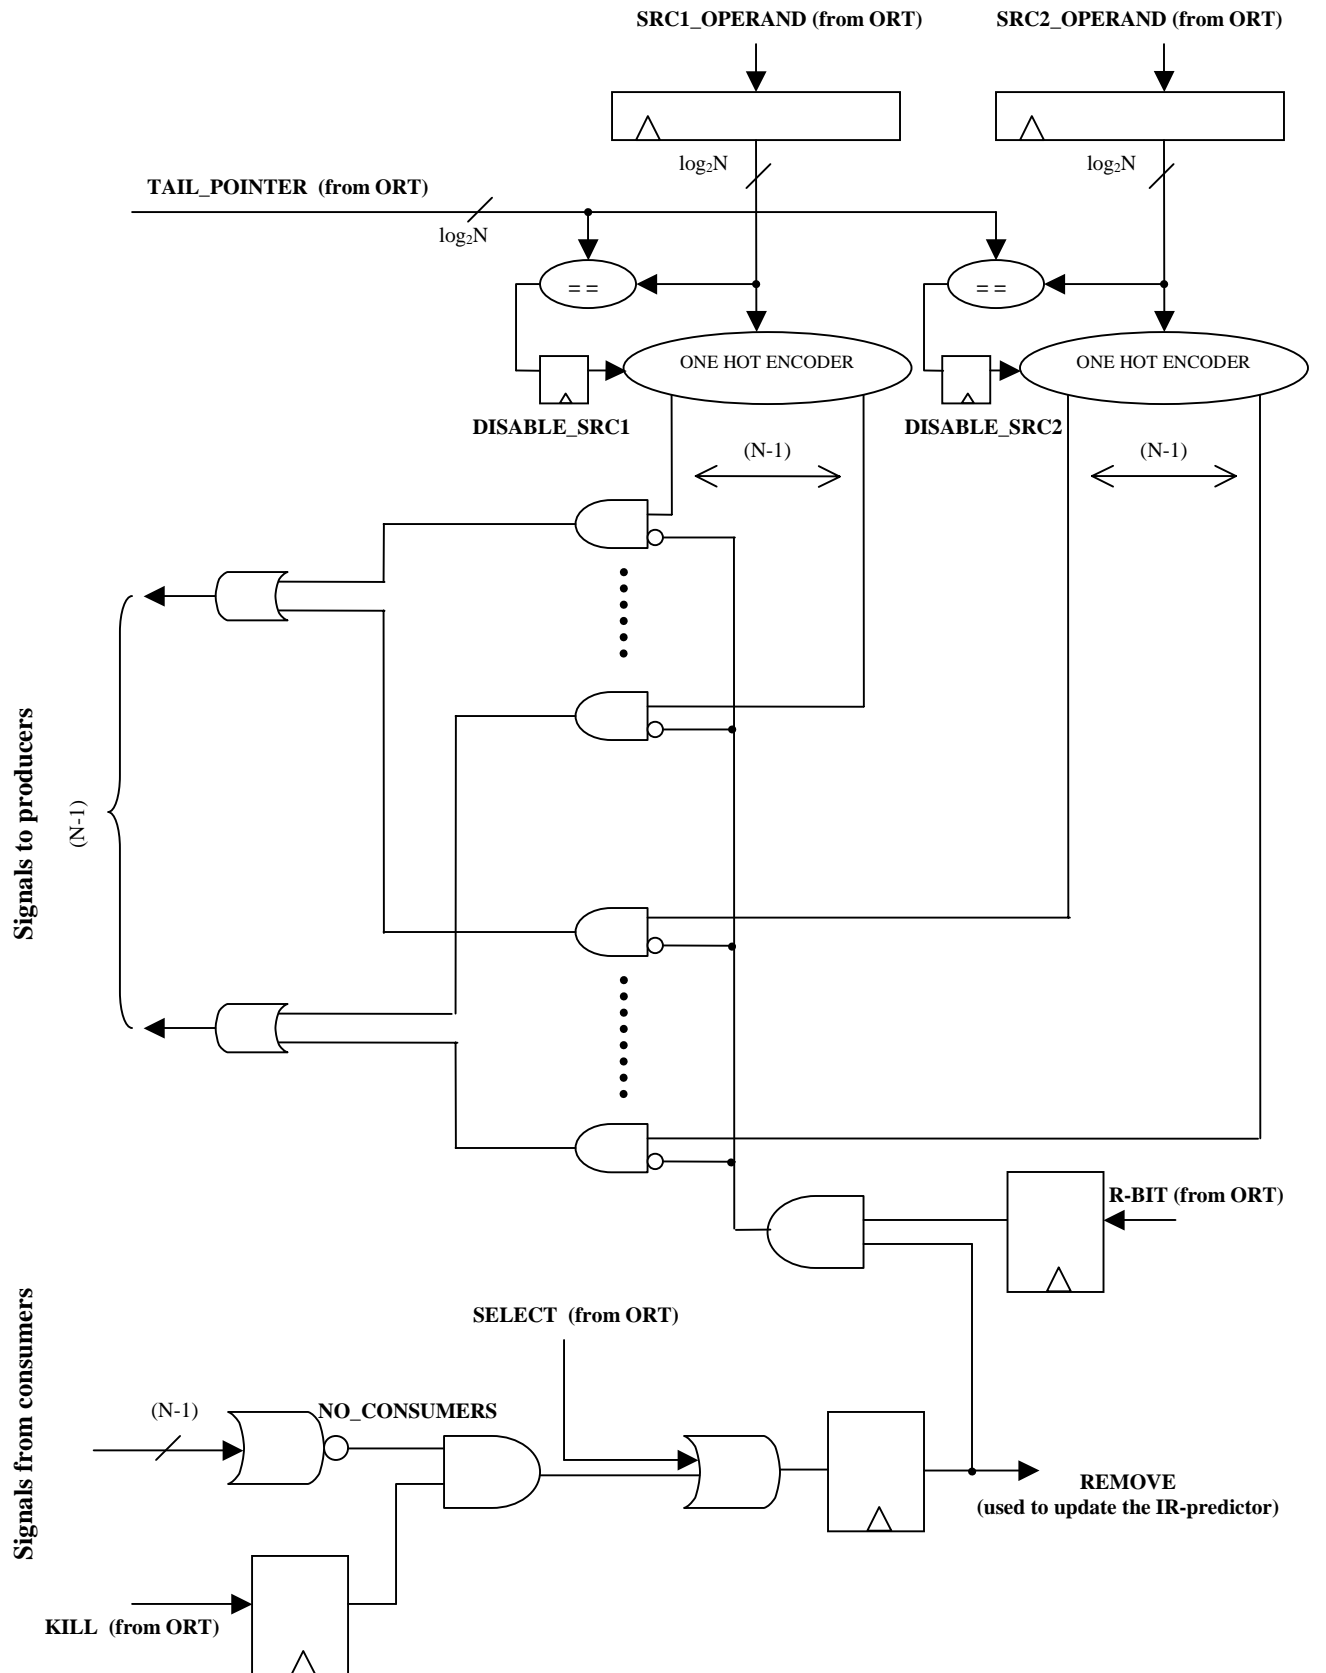 SRC1_OPERAND (from ORT)
SRC2_OPERAND (from ORT)
log₂N
log₂N
TAIL_POINTER (from ORT)
log₂N
= =
= =
ONE HOT ENCODER
ONE HOT ENCODER
DISABLE_SRC1
DISABLE_SRC2
(N-1)
(N-1)
Signals to producers
(N-1)
R-BIT (from ORT)
Signals from consumers
SELECT (from ORT)
(N-1)
NO_CONSUMERS
REMOVE
(used to update the IR-predictor)
KILL (from ORT)